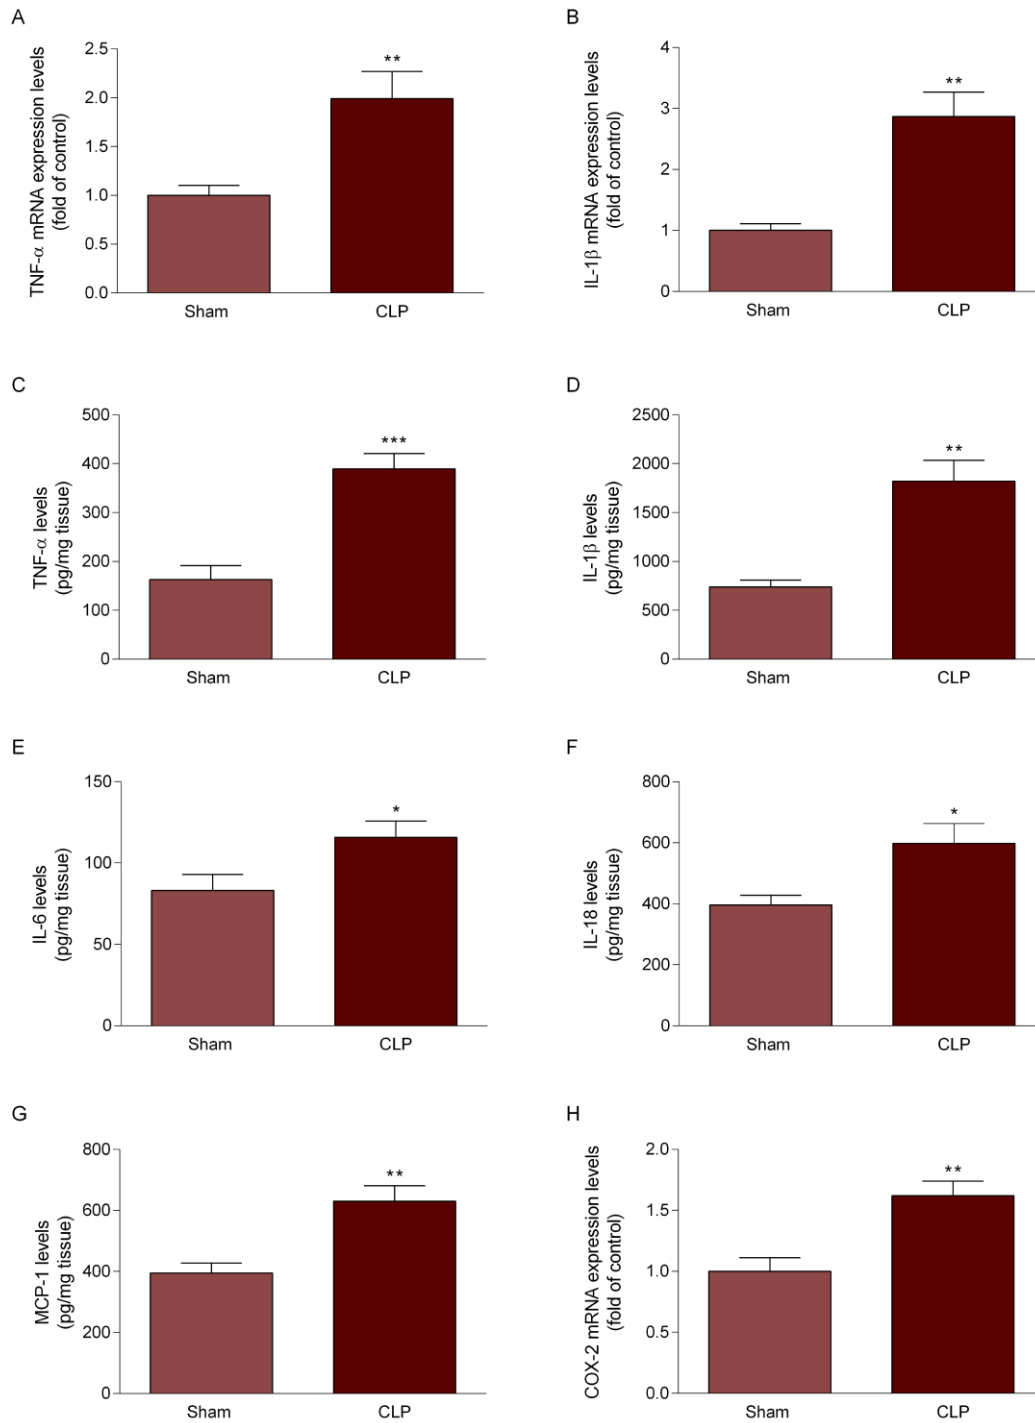 A
TNF-α mRNA expression levels
(fold of control)
2.5
2.0
1.5
1.0
0.5
0.0
**
Sham
CLP
B
IL-1β mRNA expression levels
(fold of control)
4
3
2
1
0
**
Sham
CLP
C
TNF-α levels
(pg/mg tissue)
500
400
300
200
100
0
***
Sham
CLP
D
IL-1β levels
(pg/mg tissue)
2500
2000
1500
1000
500
0
**
Sham
CLP
E
IL-6 levels
(pg/mg tissue)
150
100
50
0
*
Sham
CLP
F
IL-18 levels
(pg/mg tissue)
800
600
400
200
0
*
Sham
CLP
G
MCP-1 levels
(pg/mg tissue)
800
600
400
200
0
**
Sham
CLP
H
COX-2 mRNA expression levels
(fold of control)
2.0
1.5
1.0
0.5
0.0
**
Sham
CLP